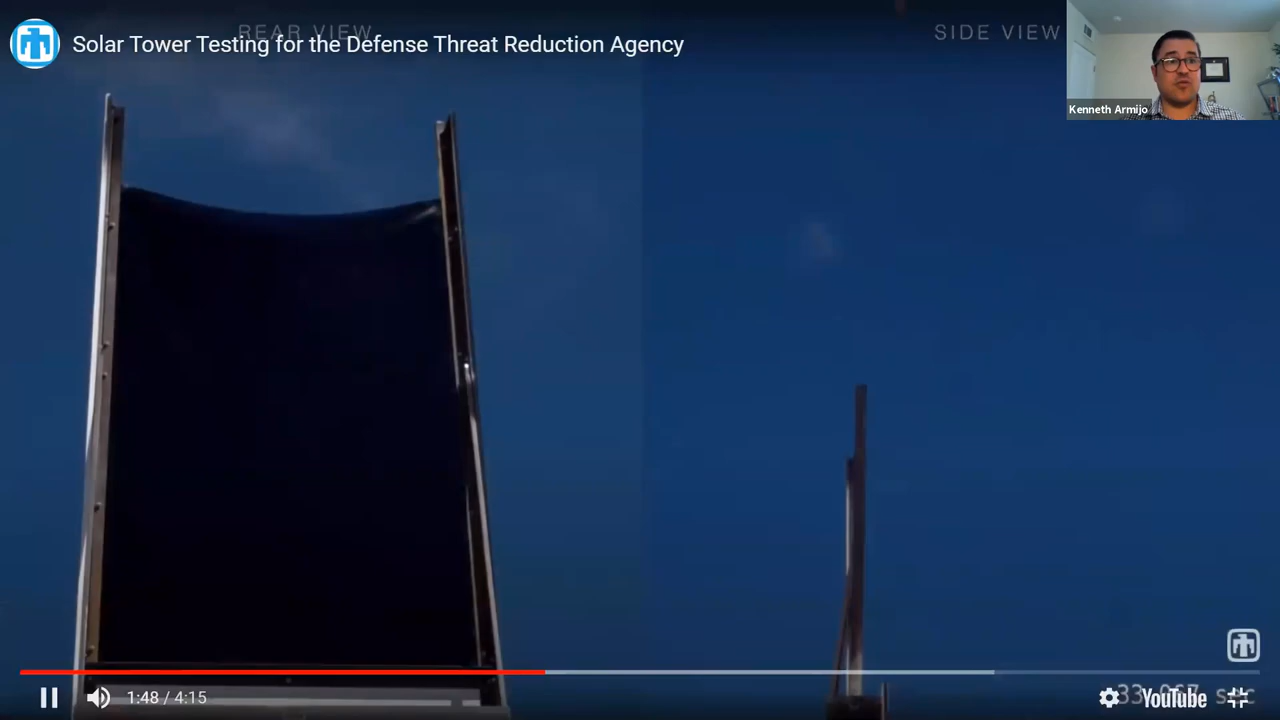 REAR VIEW
SIDE VIEW
Solar Tower Testing for the Defense Threat Reduction Agency
Kenneth Armijo
1:48 / 4:15
YouTube